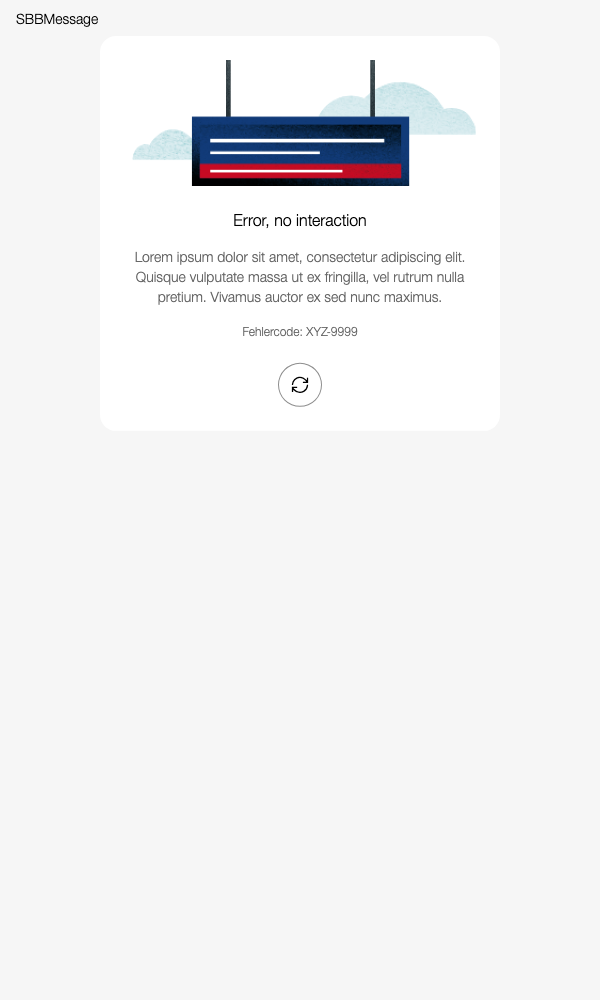 SBBMessage
Error, no interaction
Lorem ipsum dolor sit amet, consectetur adipiscing elit.
Quisque vulputate massa ut ex fringilla, vel rutrum nulla
pretium. Vivamus auctor ex sed nunc maximus.
Fehlercode: XYZ-9999